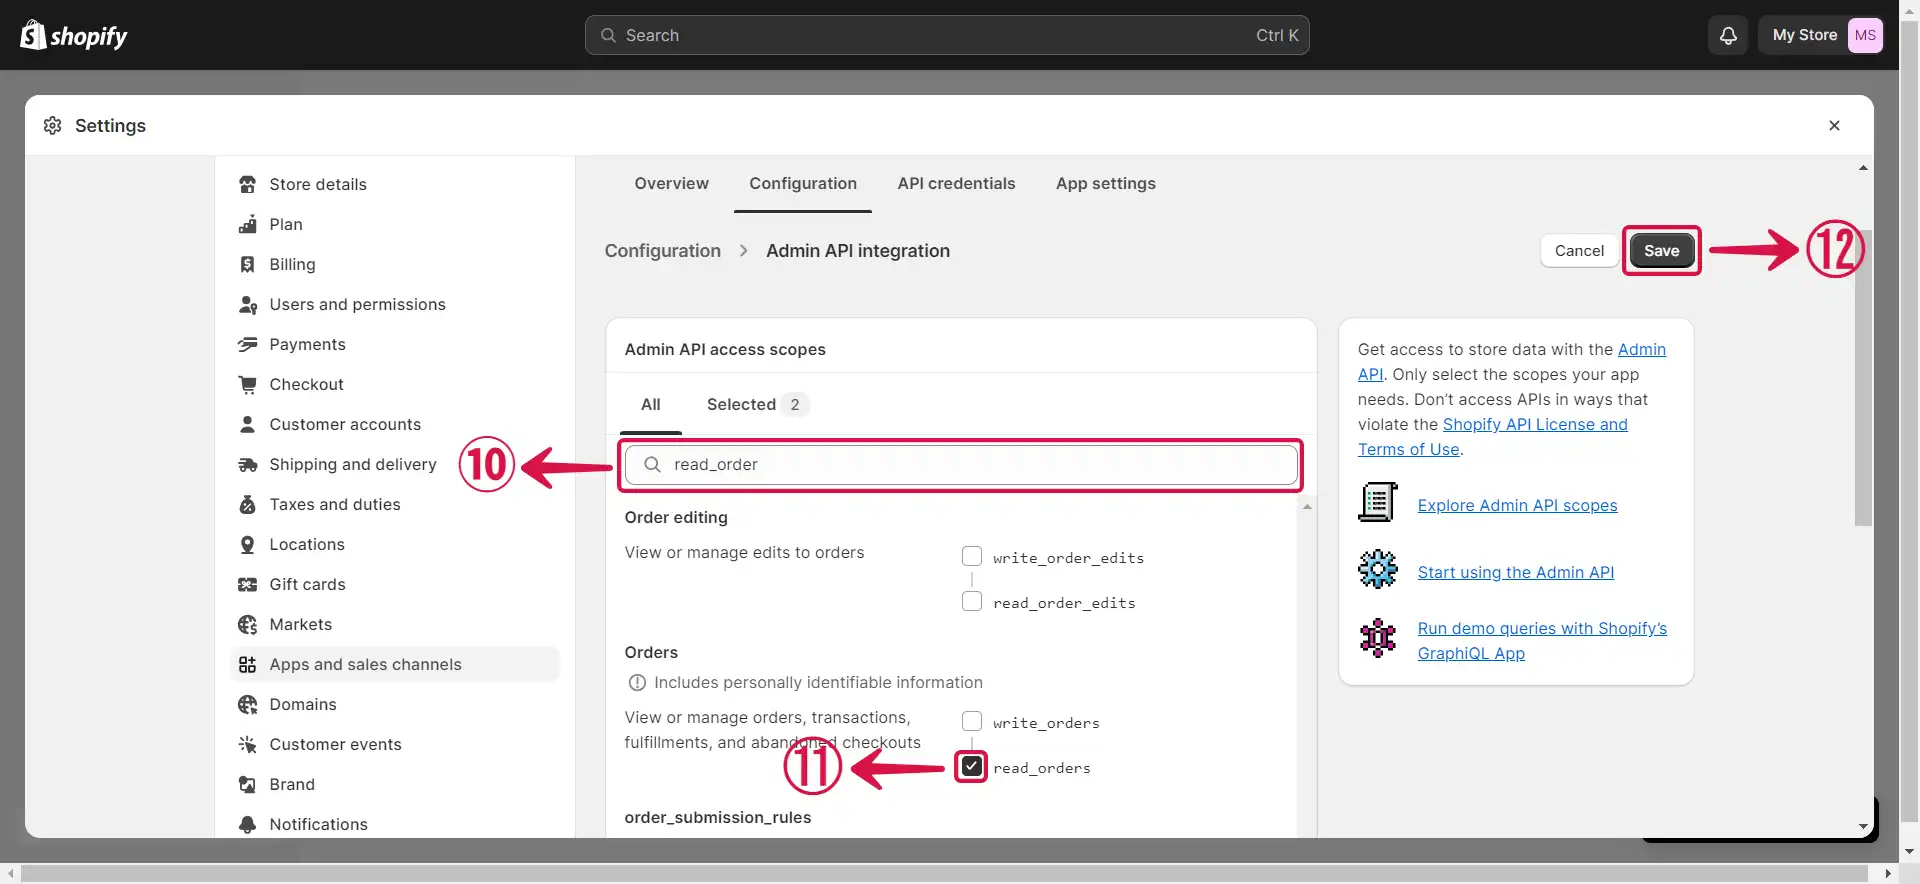 shopify
Search
Ctrl K
My Store
MS
Settings
Store details
Plan
Billing
Users and permissions
Payments
Checkout
Customer accounts
Shipping and delivery
Taxes and duties
Locations
Gift cards
Markets
Apps and sales channels
Domains
Customer events
Brand
Notifications
Overview
Configuration
API credentials
App settings
Configuration
Admin API integration
Cancel
Save
12
Admin API access scopes
All
Selected 2
10
read_order
Order editing
View or manage edits to orders
write_order_edits
read_order_edits
Orders
Includes personally identifiable information
View or manage orders, transactions,
fulfillments, and abandoned checkouts
write_orders
11
read_orders
order_submission_rules
Get access to store data with the Admin
API. Only select the scopes your app
needs. Don’t access APIs in ways that
violate the Shopify API License and
Terms of Use.
Explore Admin API scopes
Start using the Admin API
Run demo queries with Shopify’s
GraphiQL App